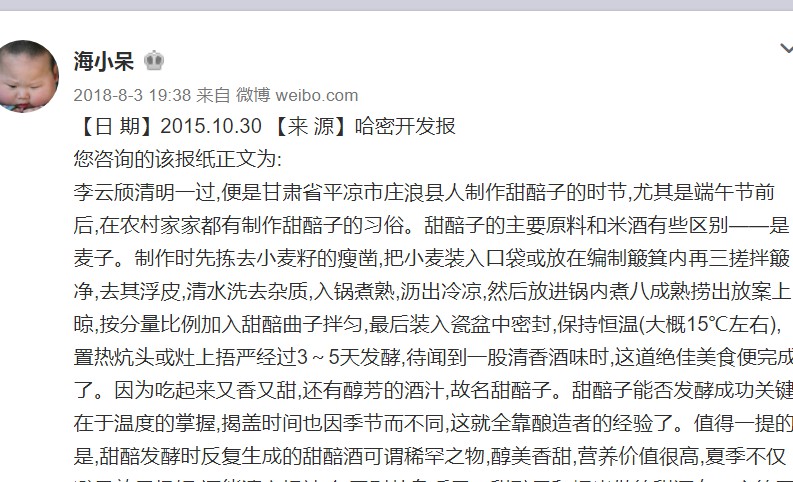 海小呆
2018-8-3 19:38 来自 微博 weibo.com
【日 期】2015.10.30 【来 源】哈密开发报
您咨询的该报纸正文为:
李云颀清明一过,便是甘肃省平凉市庄浪县人制作甜醅子的时节,尤其是端午节前
后,在农村家家都有制作甜醅子的习俗。甜醅子的主要原料和米酒有些区别——是
麦子。制作时先拣去小麦籽的瘦凿,把小麦装入口袋或放在编制簸箕内再三搓拌簸
净,去其浮皮,清水洗去杂质,入锅煮熟,沥出冷凉,然后放进锅内煮八成熟捞出放案上
晾,按分量比例加入甜醅曲子拌匀,最后装入瓷盆中密封,保持恒温(大概15℃左右),
置热炕头或灶上捂严经过3～5天发酵,待闻到一股清香酒味时,这道绝佳美食便完成
了。因为吃起来又香又甜,还有醇芳的酒汁,故名甜醅子。甜醅子能否发酵成功关键
在于温度的掌握,揭盖时间也因季节而不同,这就全靠酿造者的经验了。值得一提的
是,甜醅发酵时反复生成的甜醅酒可谓稀罕之物,醇美香甜,营养价值很高,夏季不仅